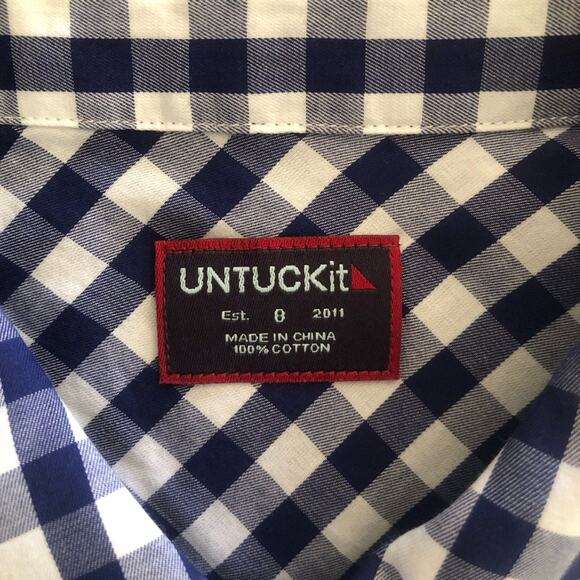 UNTUCKit
Est. 8 2011
MADE IN CHINA
100% COTTON